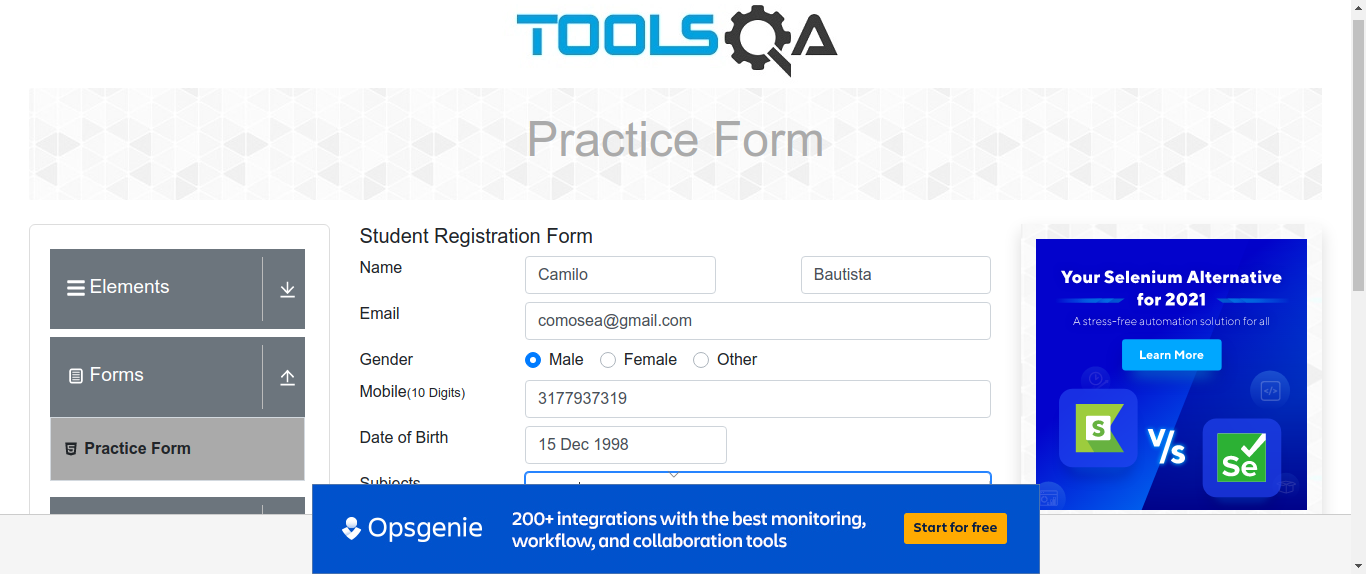 TOOLSQA
Practice Form
Elements
Forms
Practice Form
Student Registration Form
Name
Camilo
Bautista
Email
comosea@gmail.com
Gender
Male
Female
Other
Mobile(10 Digits)
3177937319
Date of Birth
15 Dec 1998
Subjects
Your Selenium Alternative
for 2021
A stress-free automation solution for all
Learn More
S
V/s
Se
Opsgenie
200+ integrations with the best monitoring,
workflow, and collaboration tools
Start for free